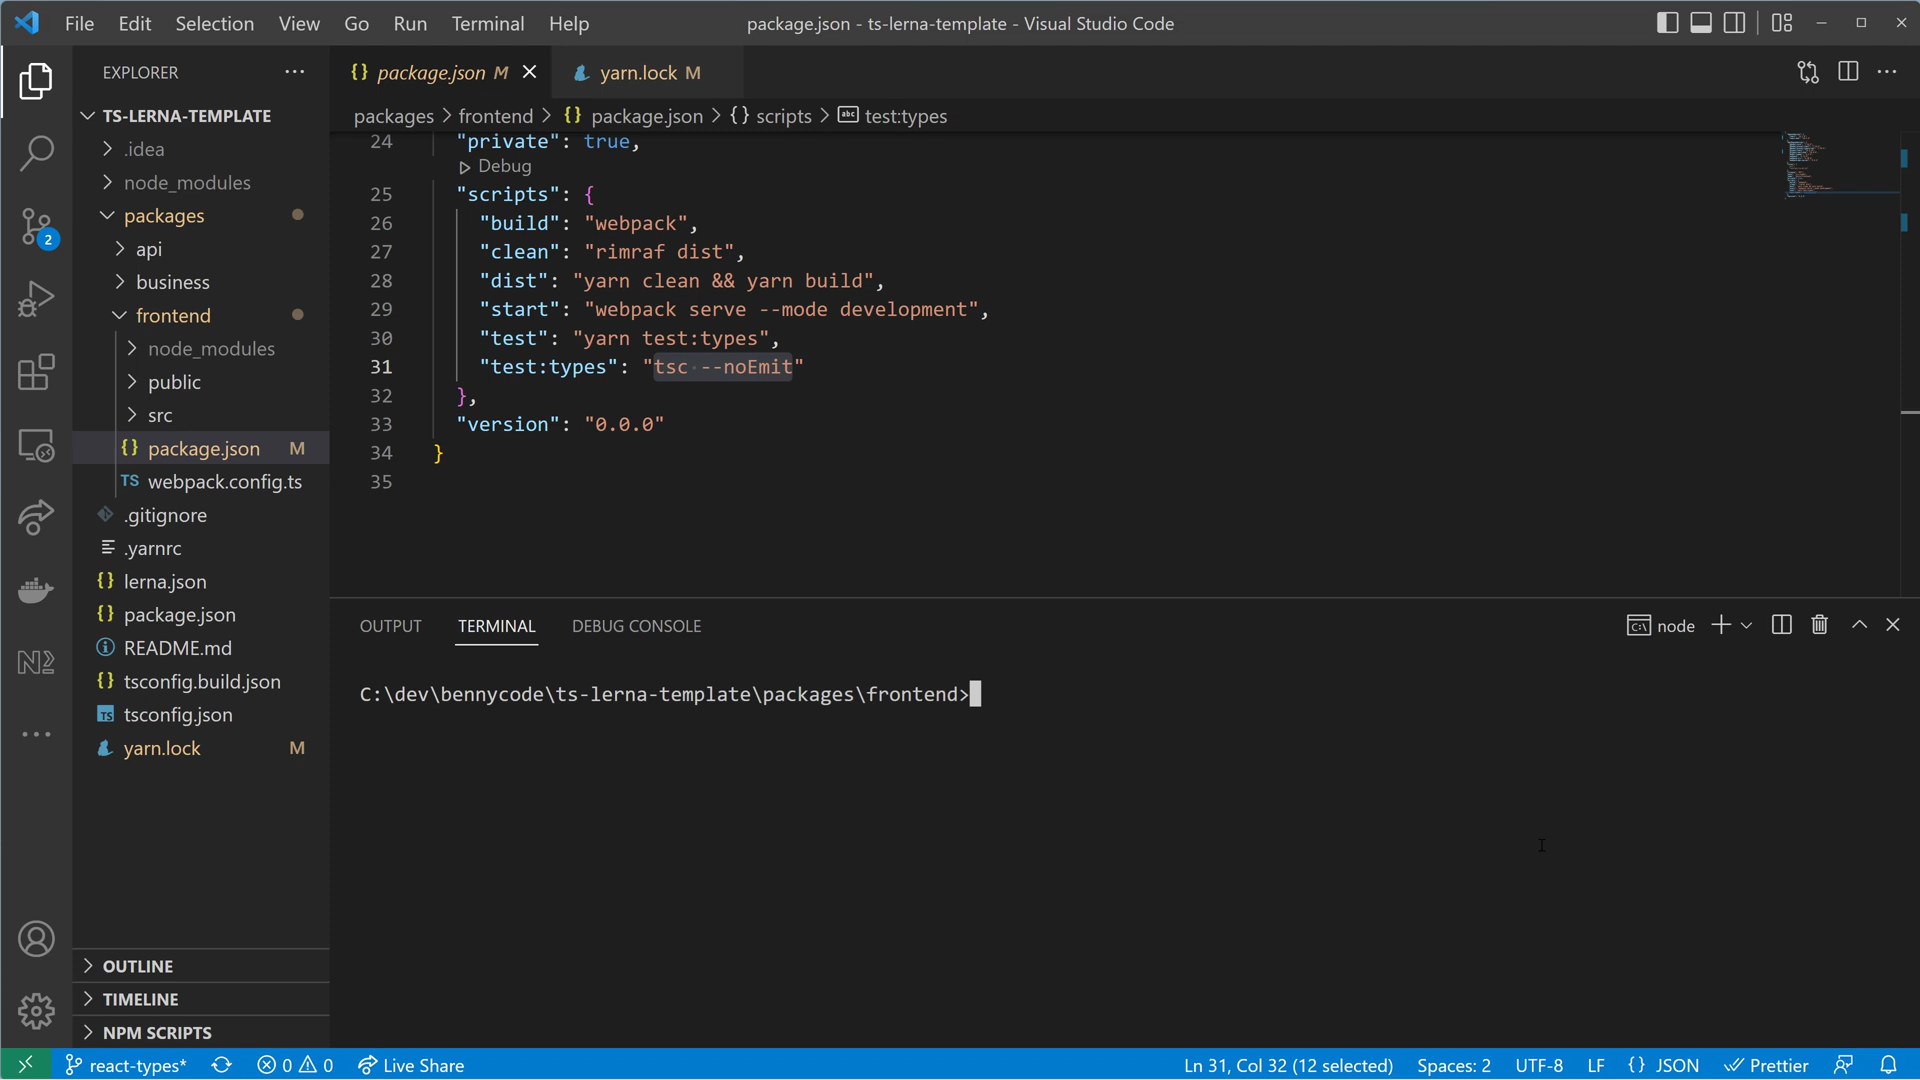 File Edit Selection View Go Run Terminal Help package.json - ts-lerna-template - Visual Studio Code
EXPLORER
TS-LERNA-TEMPLATE
.idea
node_modules
packages
api
business
frontend
node_modules
public
src
{} package.json M
TS webpack.config.ts
.gitignore
.yarnrc
{} lerna.json
{} package.json
README.md
{} tsconfig.build.json
TS tsconfig.json
yarn.lock M
OUTLINE
TIMELINE
NPM SCRIPTS
2
{} package.json M yarn.lock M
packages > frontend > {} package.json > {} scripts > abc test:types
24 "private": true,
Debug
25 "scripts": {
26 "build": "webpack",
27 "clean": "rimraf dist",
28 "dist": "yarn clean && yarn build",
29 "start": "webpack serve --mode development",
30 "test": "yarn test:types",
31 "test:types": "tsc --noEmit"
32 },
33 "version": "0.0.0"
34 }
35
OUTPUT TERMINAL DEBUG CONSOLE node
C:\dev\bennycode\ts-lerna-template\packages\frontend>
react-types* 0 0 Live Share Ln 31, Col 32 (12 selected) Spaces: 2 UTF-8 LF {} JSON Prettier